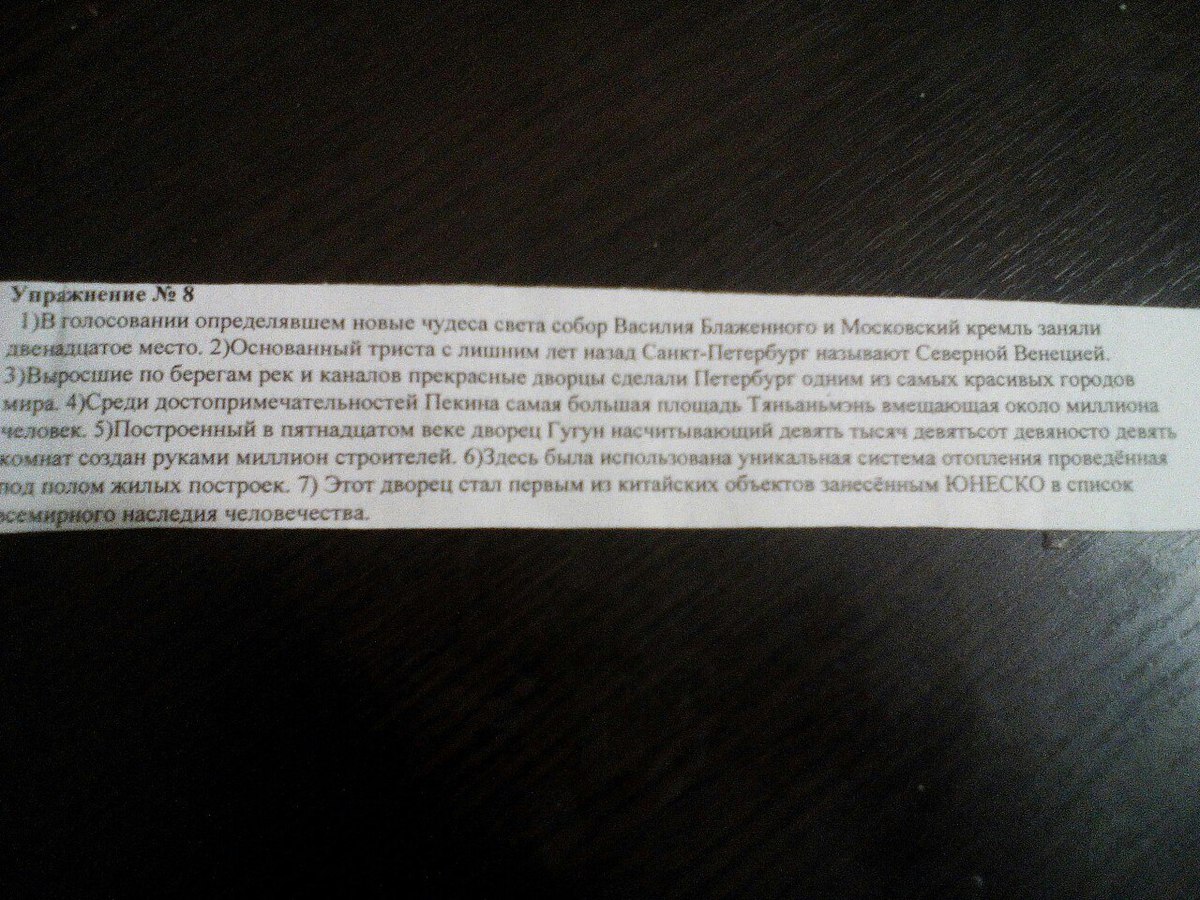 Упражнение № 8
1)В голосовании определявшем новые чудеса света собор Василия Блаженного и Московский кремль заняли
двенадцатое место. 2)Основанный триста с лишним лет назад Санкт-Петербург называют Северной Венецией.
3)Выросшие по берегам рек и каналов прекрасные дворцы сделали Петербург одним из самых красивых городов
мира. 4)Среди достопримечательностей Пекина самая большая площадь Тяньаньмэнь вмещающая около миллиона
человек. 5)Построенный в пятнадцатом веке дворец Гугун насчитывающий девять тысяч девятьсот девяносто девять
комнат создан руками миллион строителей. 6)Здесь была использована уникальная система отопления проведённая
под полом жилых построек. 7) Этот дворец стал первым из китайских объектов занесённым ЮНЕСКО в список
всемирного наследия человечества.